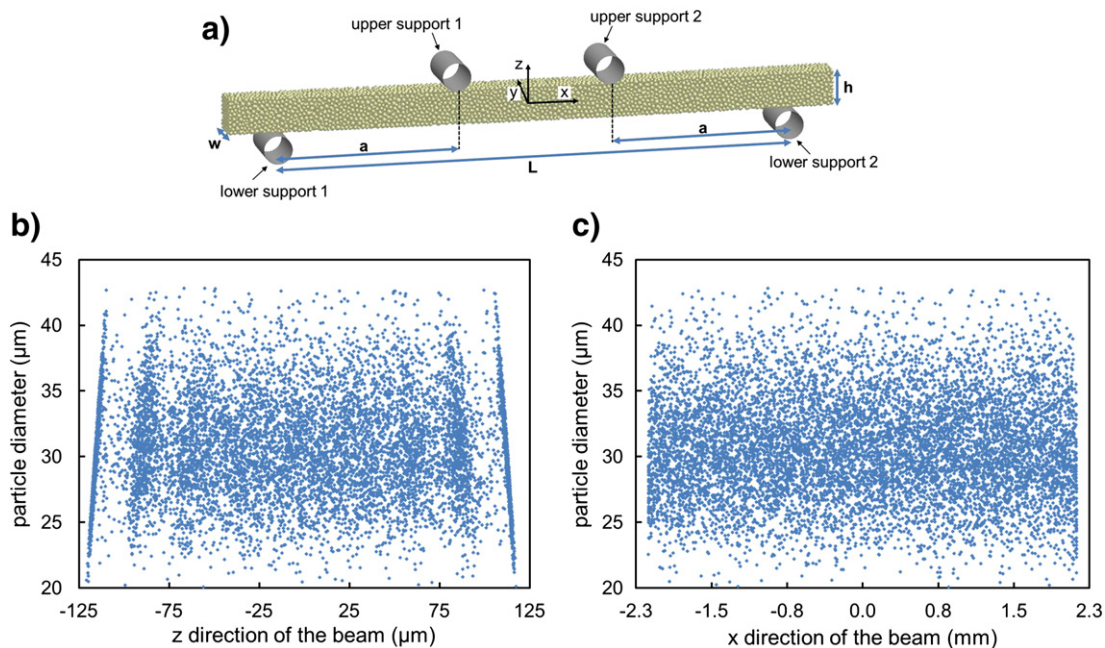 a)
upper support 1
upper support 2
z
y
x
h
w
a
a
L
lower support 1
lower support 2
b)
c)
45
40
35
30
25
20
particle diameter (µm)
-125
-75
-25
25
75
125
z direction of the beam (µm)
45
40
35
30
25
20
particle diameter (µm)
-2.3
-1.5
-0.8
0.0
0.8
1.5
2.3
x direction of the beam (mm)